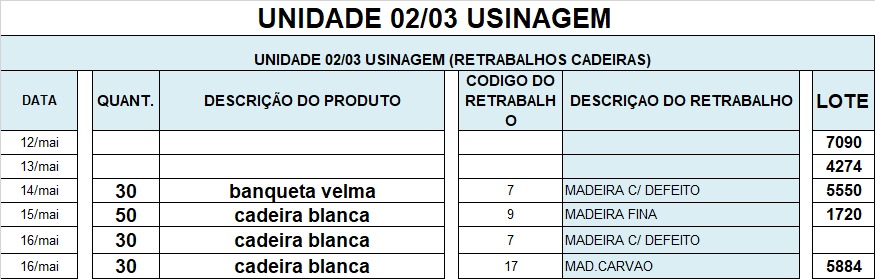 UNIDADE 02/03 USINAGEM
UNIDADE 02/03 USINAGEM (RETRABALHOS CADEIRAS)
DATA QUANT. DESCRIÇÃO DO PRODUTO CODIGO DO RETRABALHO DESCRIÇAO DO RETRABALHO LOTE
12/mai 7090
13/mai 4274
14/mai 30 banqueta velma 7 MADEIRA C/ DEFEITO 5550
15/mai 50 cadeira blanca 9 MADEIRA FINA 1720
16/mai 30 cadeira blanca 7 MADEIRA C/ DEFEITO
16/mai 30 cadeira blanca 17 MAD.CARVAO 5884